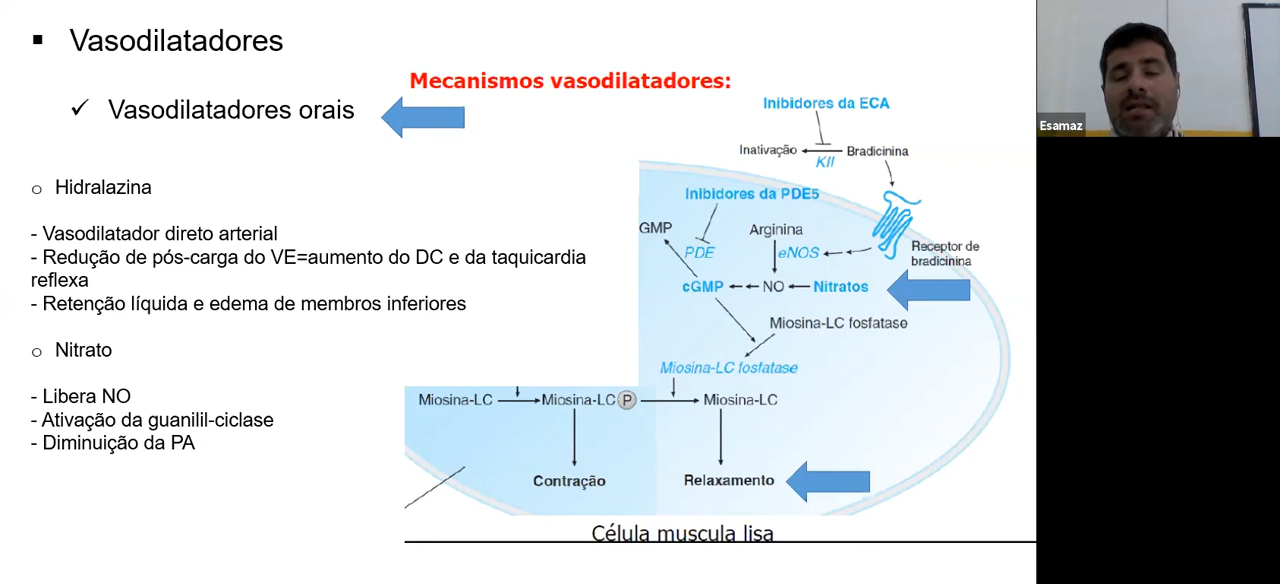 Vasodilatadores
Mecanismos vasodilatadores:
Vasodilatadores orais
Inibidores da ECA
Inativação
Bradicinina
KII
Hidralazina
Inibidores da PDE5
- Vasodilatador direto arterial
- Redução de pós-carga do VE=aumento do DC e da taquicardia
reflexa
- Retenção líquida e edema de membros inferiores
GMP
Arginina
PDE
eNOS
Receptor de
bradicinina
cGMP
NO
Nitratos
Miosina-LC fosfatase
Nitrato
Miosina-LC fosfatase
- Libera NO
- Ativação da guanilil-ciclase
- Diminuição da PA
Miosina-LC
Miosina-LC P
Miosina-LC
Contração
Relaxamento
Célula muscula lisa
Esamaz